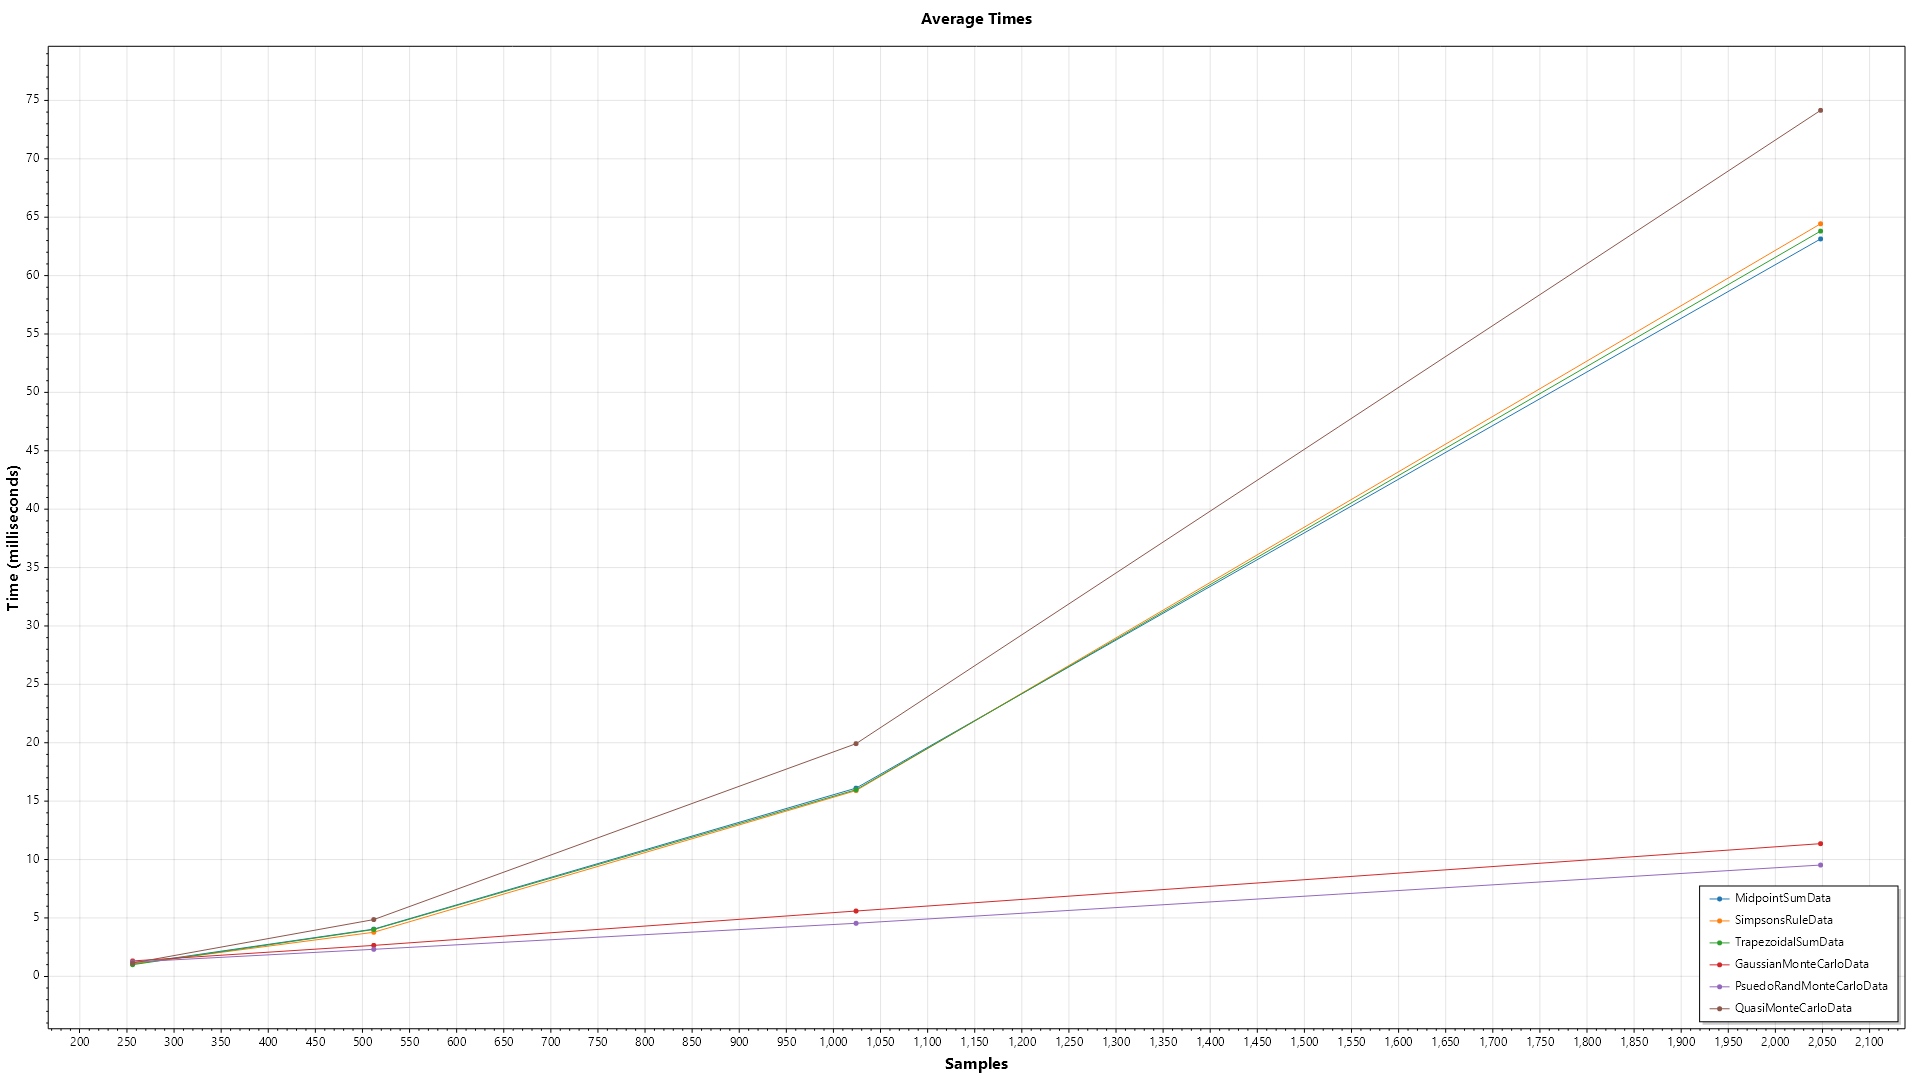 Average Times
75
70
65
60
55
50
45
40
35
30
25
20
15
10
5
0
Time (milliseconds)
200 250 300 350 400 450 500 550 600 650 700 750 800 850 900 950 1,000 1,050 1,100 1,150 1,200 1,250 1,300 1,350 1,400 1,450 1,500 1,550 1,600 1,650 1,700 1,750 1,800 1,850 1,900 1,950 2,000 2,050 2,100
Samples
MidpointSumData
SimpsonsRuleData
TrapezoidalSumData
GaussianMonteCarloData
PsuedoRandMonteCarloData
QuasiMonteCarloData